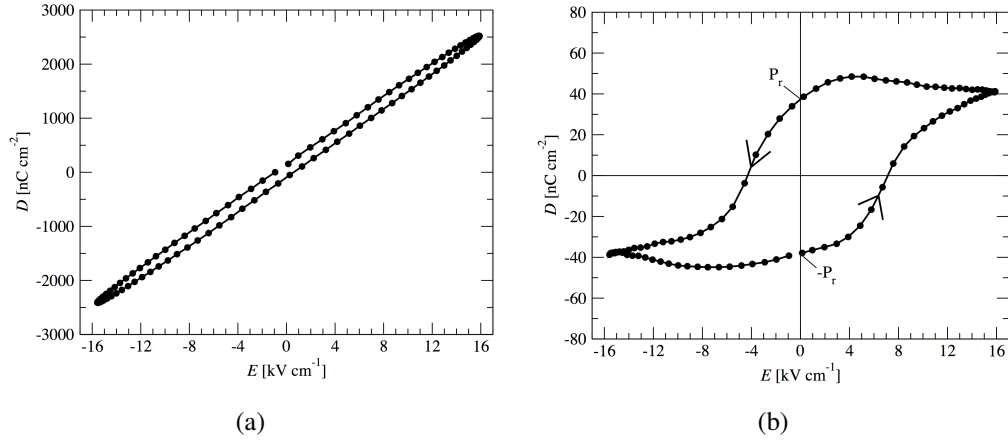 3000
2000
1000
0
-1000
-2000
-3000
D [nC cm-2]
-16 -12 -8 -4 0 4 8 12 16
E [kV cm-1]
(a)
80
60
40
20
0
-20
-40
-60
-80
D [nC cm-2]
Pr
-Pr
-16 -12 -8 -4 0 4 8 12 16
E [kV cm-1]
(b)